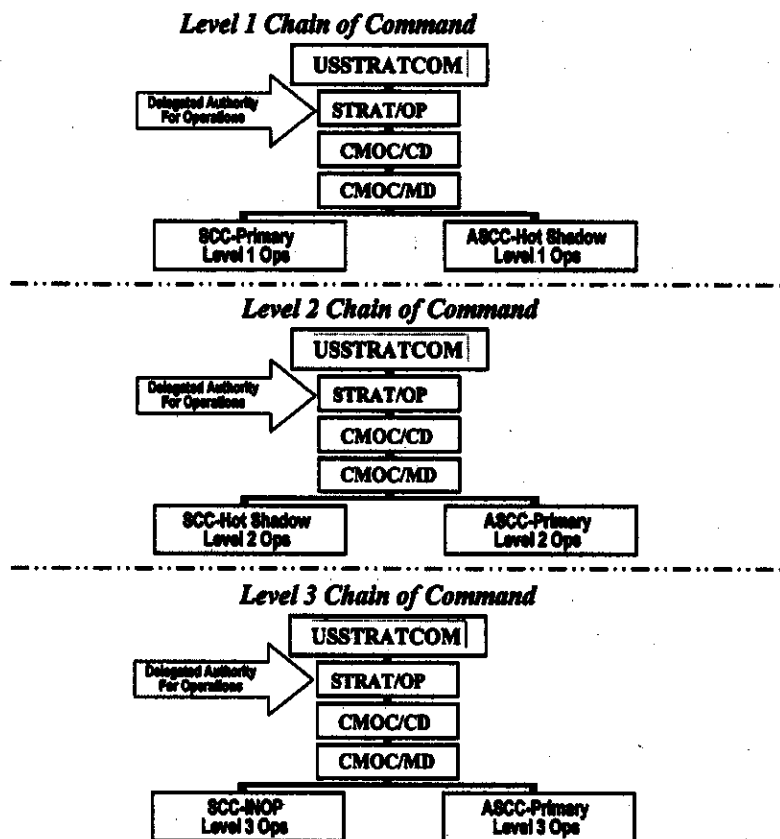 Level 1 Chain of Command
USSTRATCOM
Delegated Authority
For Operations
STRAT/OP
CMOC/CD
CMOC/MD
SCC-Primary
Level 1 Ops
ASCC-Hot Shadow
Level 1 Ops
Level 2 Chain of Command
USSTRATCOM
Delegated Authority
For Operations
STRAT/OP
CMOC/CD
CMOC/MD
SCC-Hot Shadow
Level 2 Ops
ASCC-Primary
Level 2 Ops
Level 3 Chain of Command
USSTRATCOM
Delegated Authority
For Operations
STRAT/OP
CMOC/CD
CMOC/MD
SCC-INOP
Level 3 Ops
ASCC-Primary
Level 3 Ops